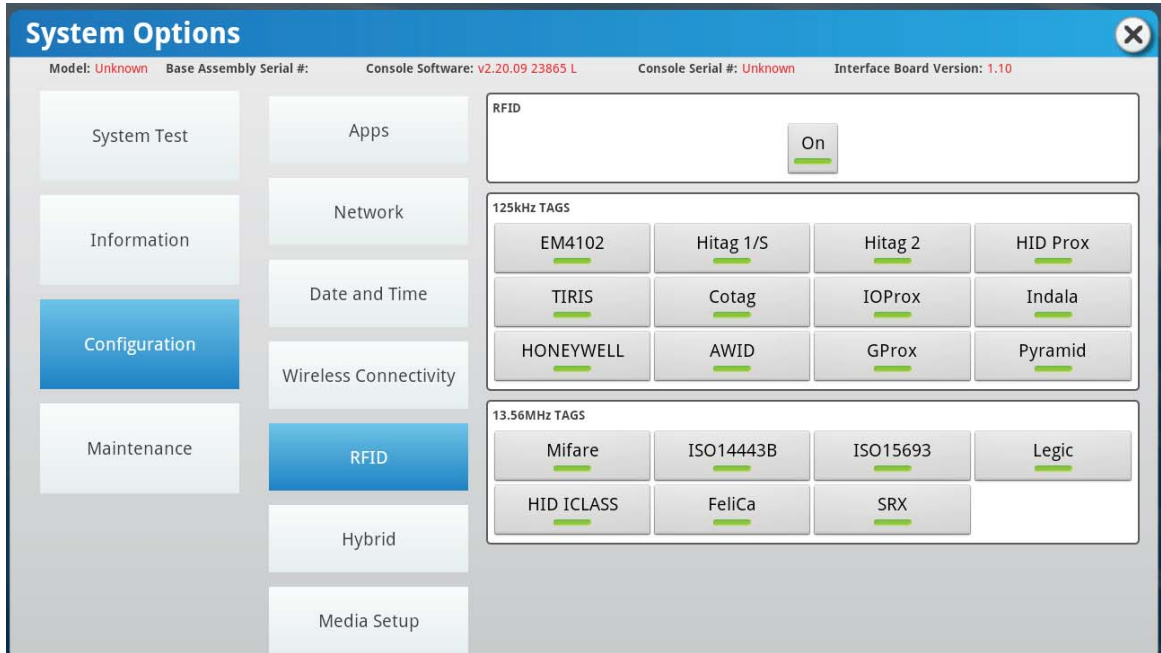 System Options
Model: Unknown Base Assembly Serial #: Console Software: v2.20.09 23865 L Console Serial #: Unknown Interface Board Version: 1.10
System Test
Information
Configuration
Maintenance
Apps
Network
Date and Time
Wireless Connectivity
RFID
Hybrid
Media Setup
RFID
On
125kHz TAGS
EM4102 Hitag 1/S Hitag 2 HID Prox
TIRIS Cotag IOProx Indala
HONEYWELL AWID GProx Pyramid
13.56MHz TAGS
Mifare ISO14443B ISO15693 Legic
HID ICLASS FeliCa SRX